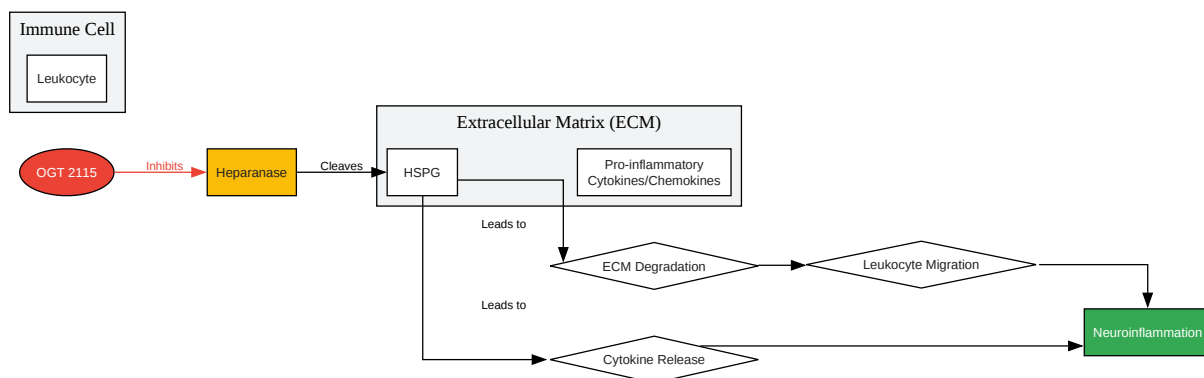 Immune Cell
Leukocyte
Extracellular Matrix (ECM)
OGT 2115
Inhibits
Heparanase
Cleaves
HSPG
Pro-inflammatory
Cytokines/Chemokines
Leads to
ECM Degradation
Leukocyte Migration
Leads to
Neuroinflammation
Cytokine Release